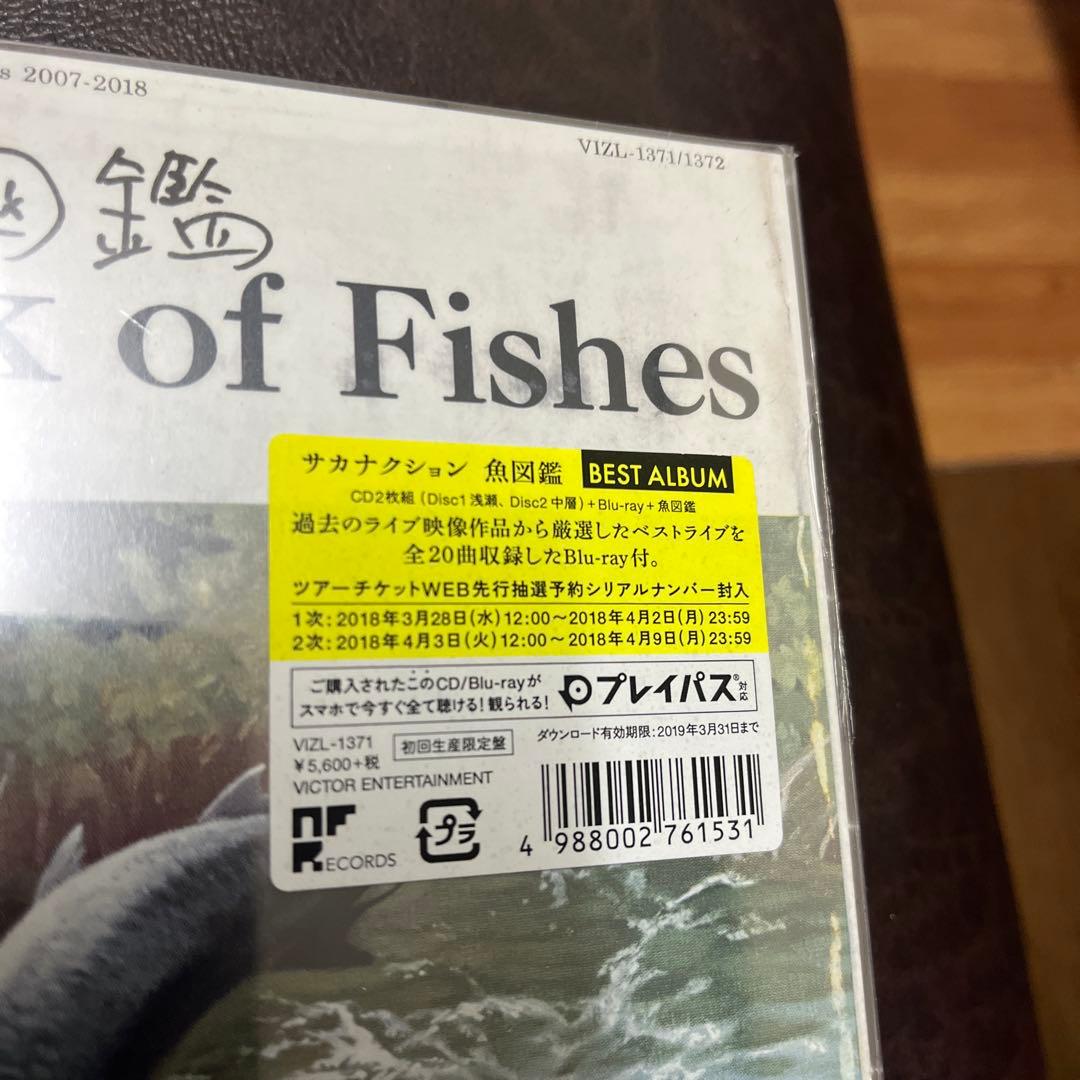 2007-2018
VIZL-1371/1372
図鑑
of Fishes
サカナクション 魚図鑑 BEST ALBUM
CD2枚組（Disc1 浅瀬、Disc2 中層）+Blu-ray+魚図鑑
過去のライブ映像作品から厳選したベストライブを
全20曲収録したBlu-ray付。
ツアーチケットWEB先行抽選予約シリアルナンバー封入
1次：2018年3月28日(水)12:00～2018年4月2日(月)23:59
2次：2018年4月3日(火)12:00～2018年4月9日(月)23:59
ご購入されたこのCD/Blu-rayが
スマホで今すぐ全て聴ける！観られる！
プレイパス®対応
ダウンロード有効期限：2019年3月31日まで
VIZL-1371 初回生産限定盤
¥5,600+税
VICTOR ENTERTAINMENT
NF
RECORDS
プラ
4 988002 761531